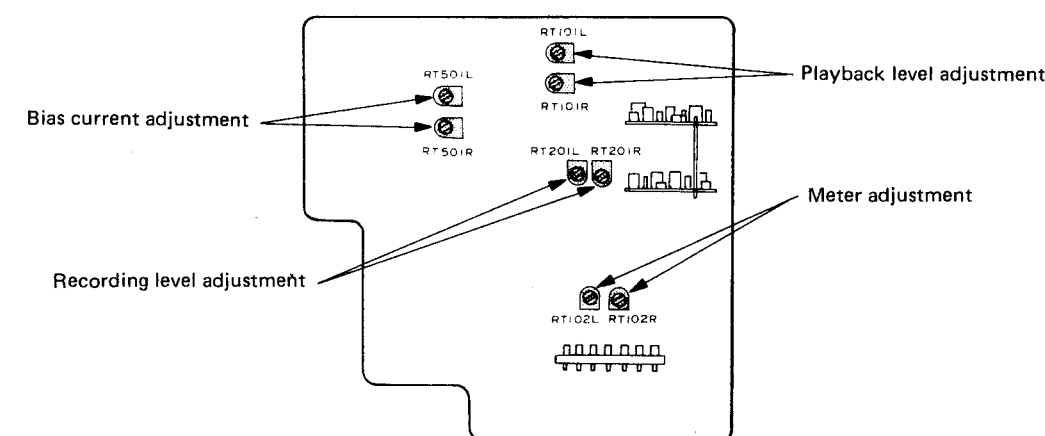 RT101L
Playback level adjustment
RT501L
RT101R
Bias current adjustment
RT501R
RT201L RT201R
Meter adjustment
Recording level adjustment
RT102L RT102R